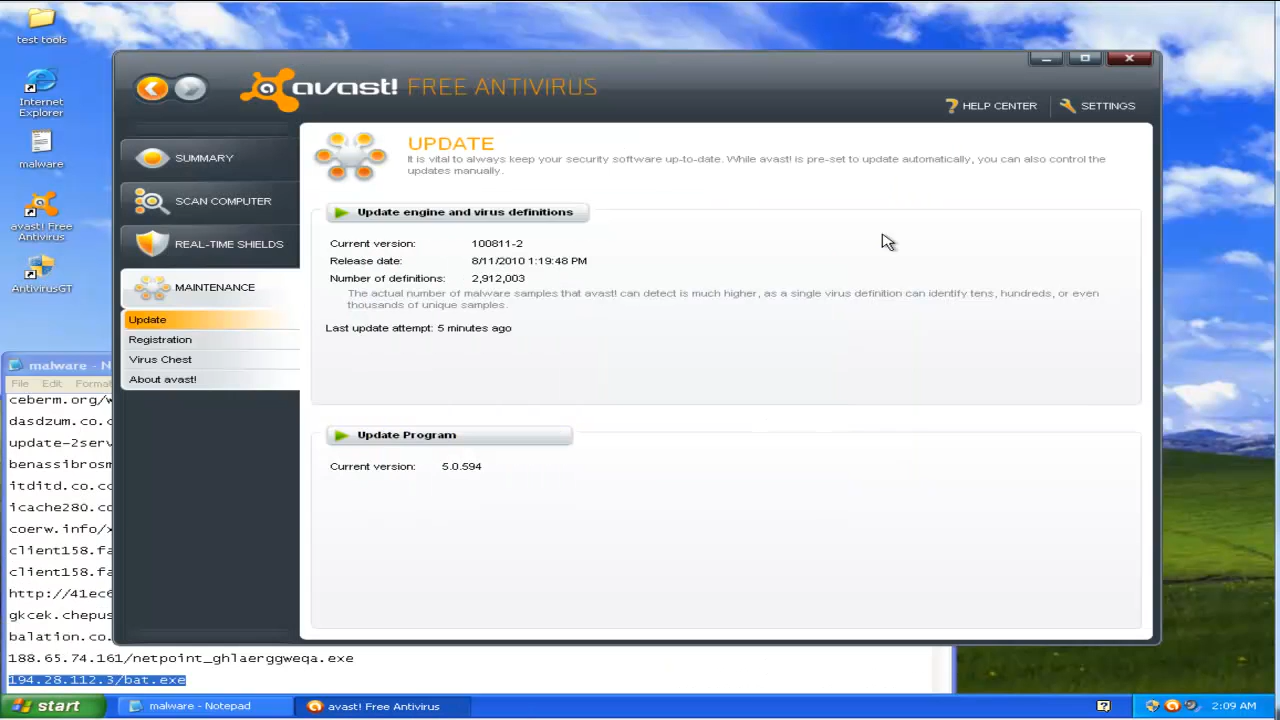 test tools
Internet
Explorer
malware
avast! Free
Antivirus
AntivirusGT
avast! FREE ANTIVIRUS
HELP CENTER
SETTINGS
SUMMARY
SCAN COMPUTER
REAL-TIME SHIELDS
MAINTENANCE
Update
Registration
Virus Chest
About avast!
UPDATE
It is vital to always keep your security software up-to-date. While avast! is pre-set to update automatically, you can also control the
updates manually.
Update engine and virus definitions
Current version: 100811-2
Release date: 8/11/2010 1:19:48 PM
Number of definitions: 2,912,003
The actual number of malware samples that avast! can detect is much higher, as a single virus definition can identify tens, hundreds, or even
thousands of unique samples.
Last update attempt: 5 minutes ago
Update Program
Current version: 5.0.594
malware - N
File Edit Forma
ceberm.org/
dasdzum.co.c
update-2serv
benassibrosm
itditd.co.cc
icache280.co
coerw.info/x
client158.fa
client158.fa
http://41ec6
gkcek.chepus
balation.co.
188.65.74.161/netpoint_ghlaerggweqa.exe
194.28.112.3/bat.exe
start
malware - Notepad
avast! Free Antivirus
2:09 AM